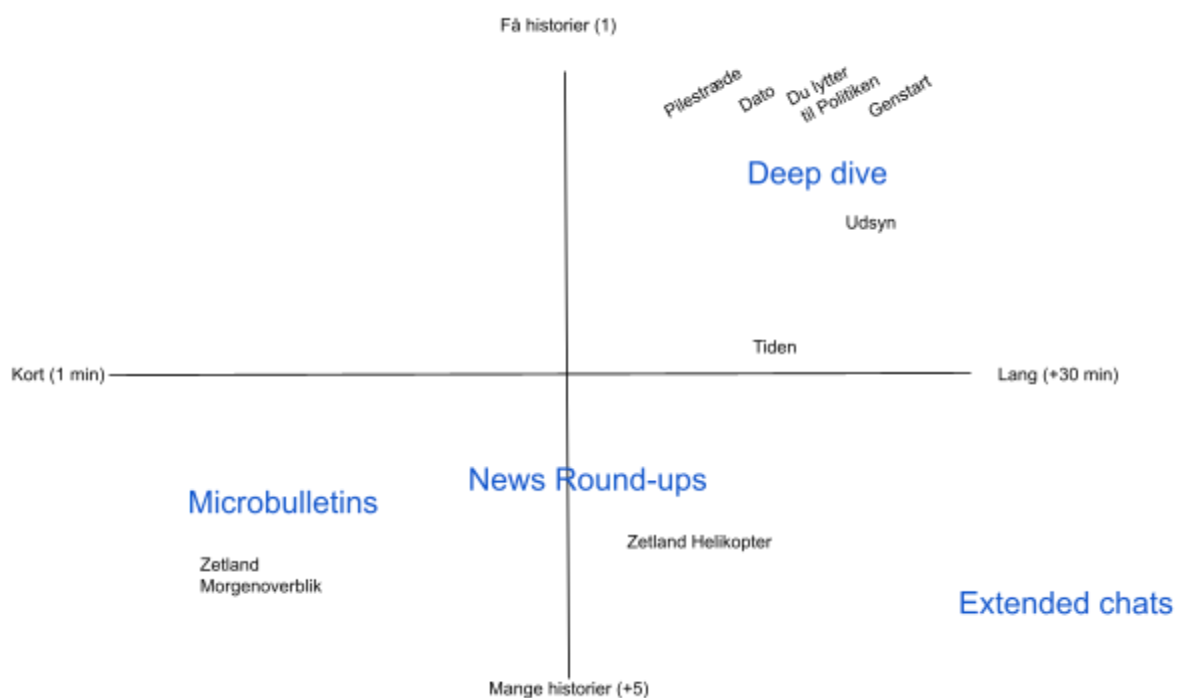 Få historier (1)
Pilestræde
Dato
Du lytter
til Politiken
Genstart
Deep dive
Udsyn
Tiden
Kort (1 min)
Lang (+30 min)
News Round-ups
Microbulletins
Zetland Helikopter
Zetland
Morgenoverblik
Extended chats
Mange historier (+5)